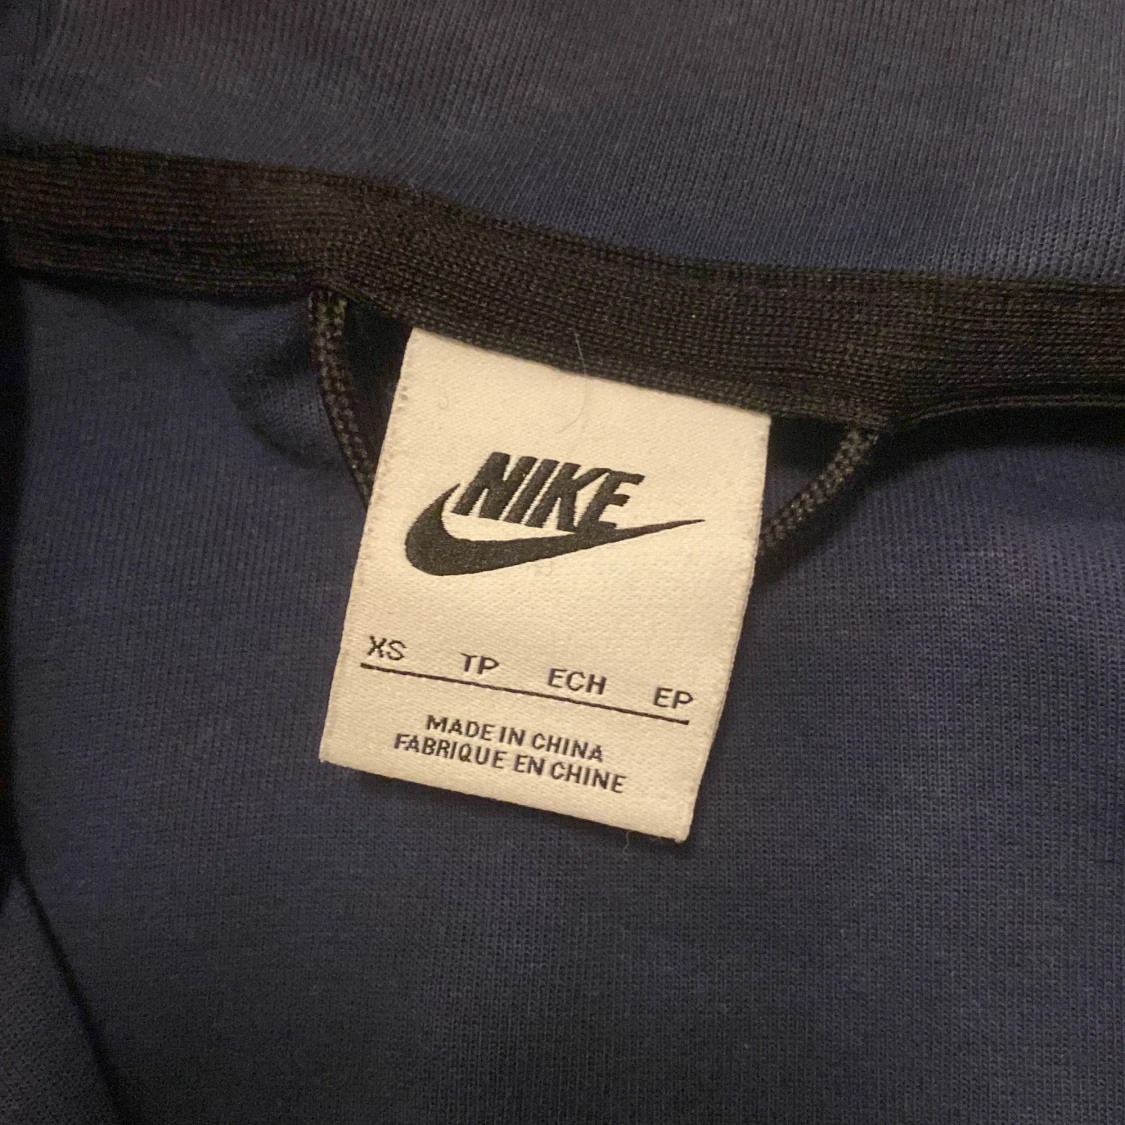 NIKE
XS TP ECH EP
MADE IN CHINA
FABRIQUE EN CHINE